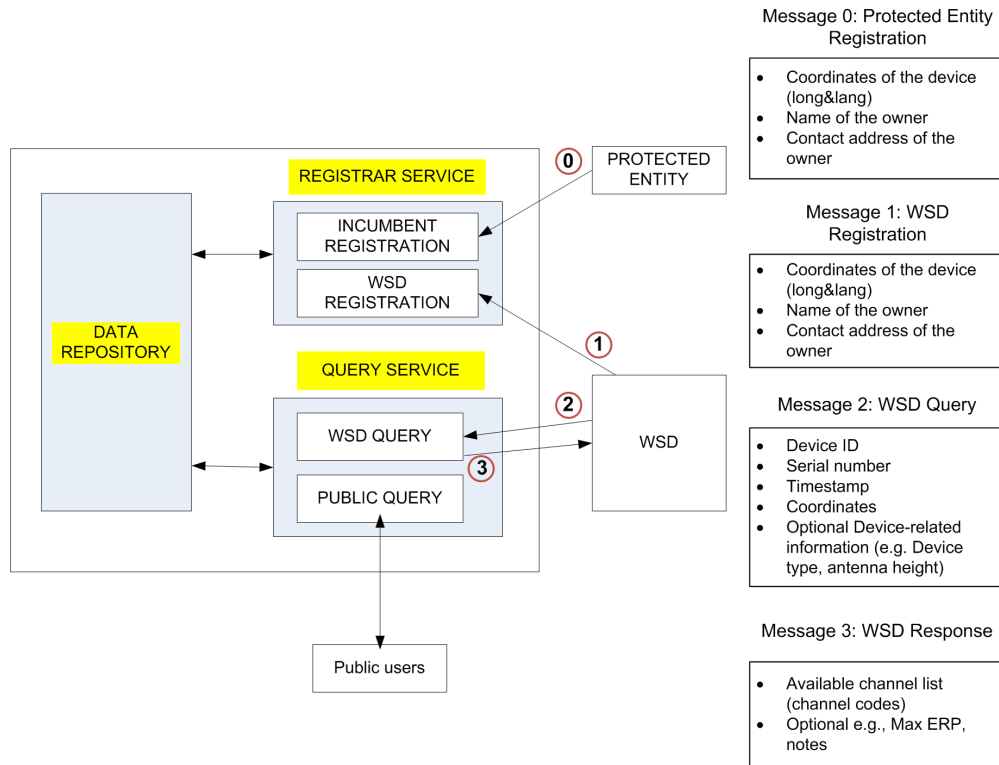 Message 0: Protected Entity
Registration
• Coordinates of the device
(long&lang)
• Name of the owner
• Contact address of the
owner
0
PROTECTED
ENTITY
REGISTRAR SERVICE
INCUMBENT
REGISTRATION
WSD
REGISTRATION
Message 1: WSD
Registration
• Coordinates of the device
(long&lang)
• Name of the owner
• Contact address of the
owner
DATA
REPOSITORY
1
QUERY SERVICE
2
WSD QUERY
WSD
3
PUBLIC QUERY
Message 2: WSD Query
• Device ID
• Serial number
• Timestamp
• Coordinates
• Optional Device-related
information (e.g. Device
type, antenna height)
Public users
Message 3: WSD Response
• Available channel list
(channel codes)
• Optional e.g., Max ERP,
notes